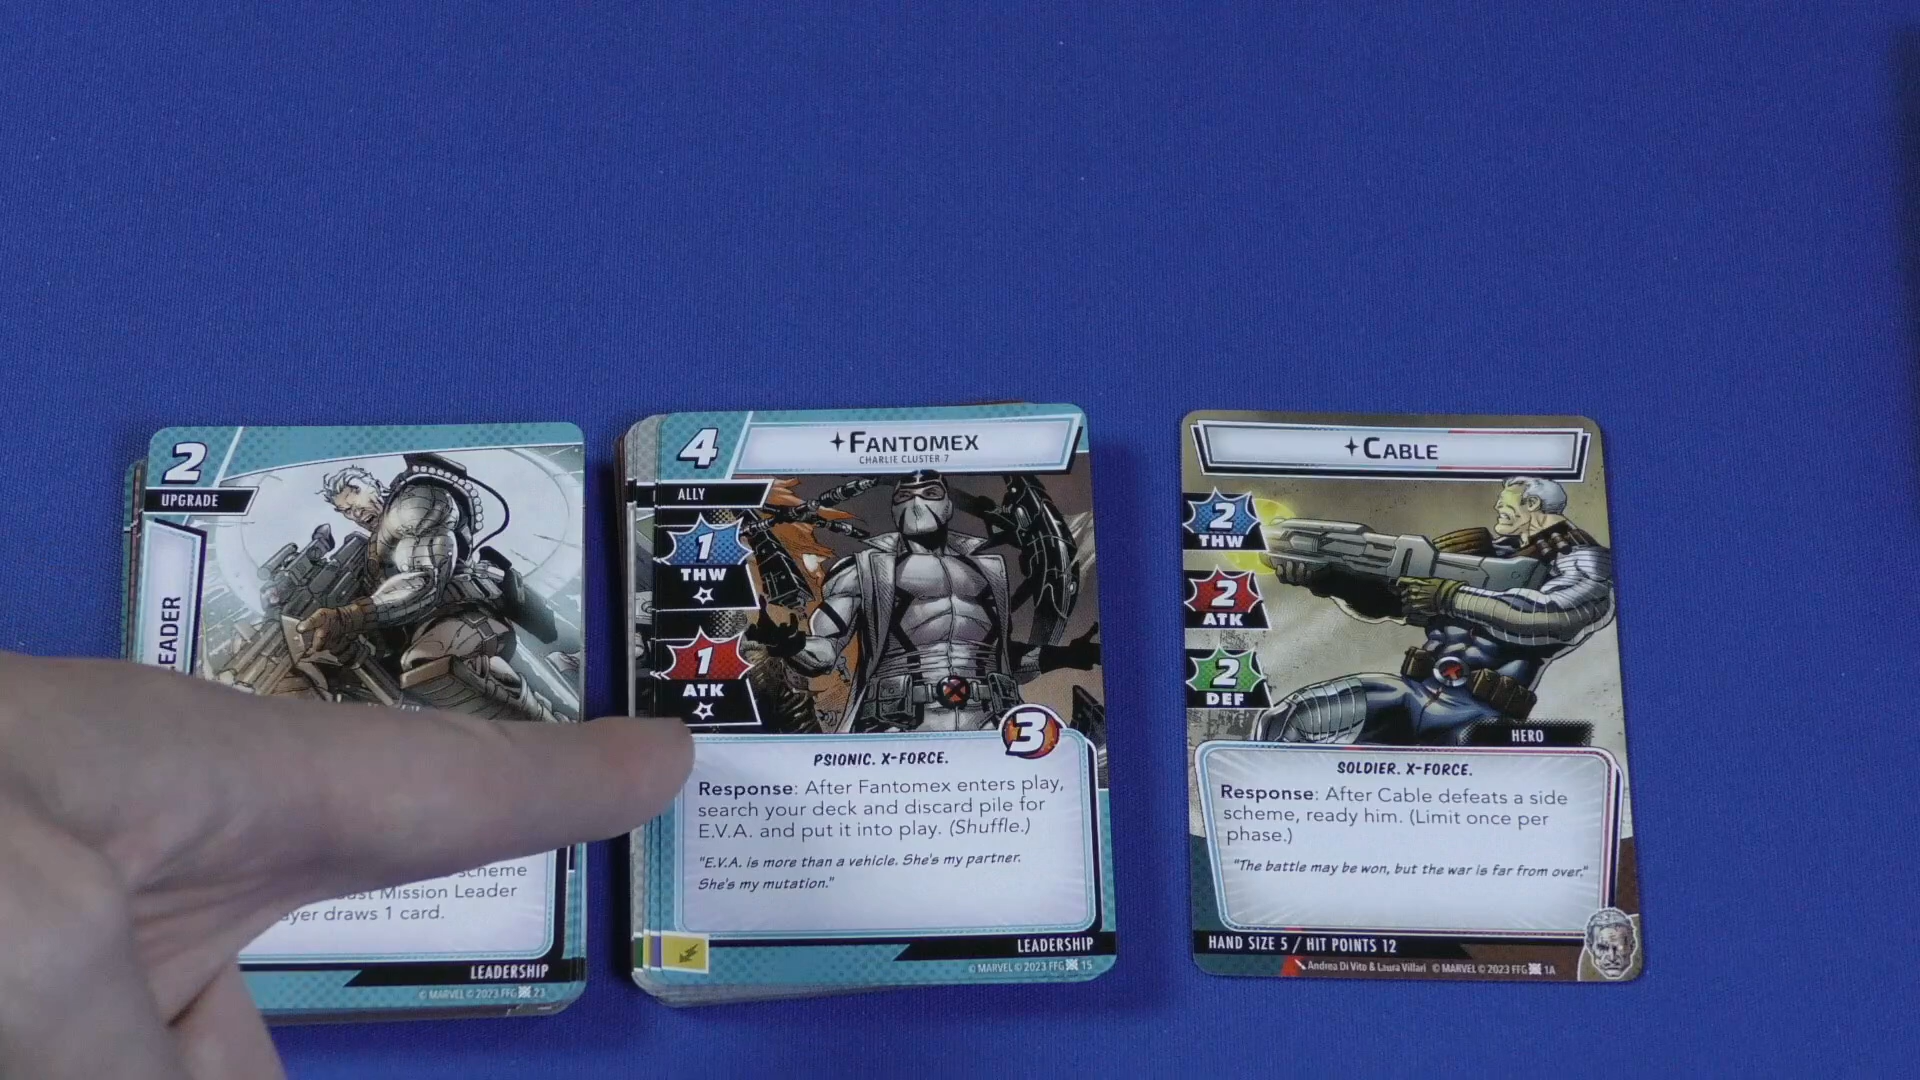 2
UPGRADE
LEADER
scheme
Mission Leader
draws 1 card.
LEADERSHIP
© MARVEL © 2023 FFG 23
4
FANTOMEX
CHARLIE CLUSTER 7
ALLY
1
THW
1
ATK
3
PSIONIC. X-FORCE.
Response: After Fantomex enters play,
search your deck and discard pile for
E.V.A. and put it into play. (Shuffle.)
"E.V.A. is more than a vehicle. She's my partner.
She's my mutation."
LEADERSHIP
© MARVEL © 2023 FFG 15
CABLE
2
THW
2
ATK
2
DEF
HERO
SOLDIER. X-FORCE.
Response: After Cable defeats a side
scheme, ready him. (Limit once per
phase.)
"The battle may be won, but the war is far from over."
HAND SIZE 5 / HIT POINTS 12
Andrea Di Vito & Laura Villari © MARVEL © 2023 FFG 1A